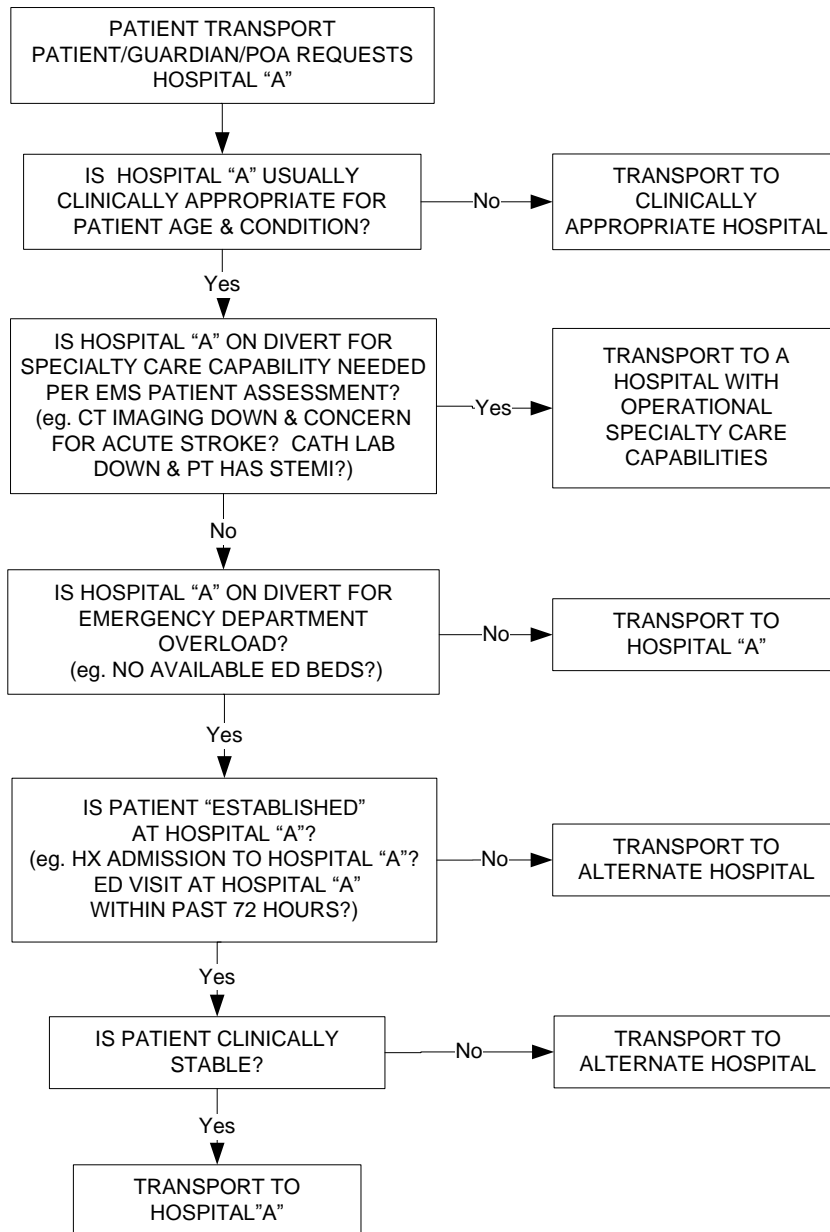 PATIENT TRANSPORT
PATIENT/GUARDIAN/POA REQUESTS
HOSPITAL “A”
IS HOSPITAL “A” USUALLY
CLINICALLY APPROPRIATE FOR
PATIENT AGE & CONDITION?
No
TRANSPORT TO
CLINICALLY
APPROPRIATE HOSPITAL
Yes
IS HOSPITAL “A” ON DIVERT FOR
SPECIALTY CARE CAPABILITY NEEDED
PER EMS PATIENT ASSESSMENT?
(eg. CT IMAGING DOWN & CONCERN
FOR ACUTE STROKE? CATH LAB
DOWN & PT HAS STEMI?)
Yes
TRANSPORT TO A
HOSPITAL WITH
OPERATIONAL
SPECIALTY CARE
CAPABILITIES
No
IS HOSPITAL “A” ON DIVERT FOR
EMERGENCY DEPARTMENT
OVERLOAD?
(eg. NO AVAILABLE ED BEDS?)
No
TRANSPORT TO
HOSPITAL “A”
Yes
IS PATIENT “ESTABLISHED”
AT HOSPITAL “A”?
(eg. HX ADMISSION TO HOSPITAL “A”?
ED VISIT AT HOSPITAL “A”
WITHIN PAST 72 HOURS?)
No
TRANSPORT TO
ALTERNATE HOSPITAL
Yes
IS PATIENT CLINICALLY
STABLE?
No
TRANSPORT TO
ALTERNATE HOSPITAL
Yes
TRANSPORT TO
HOSPITAL”A”